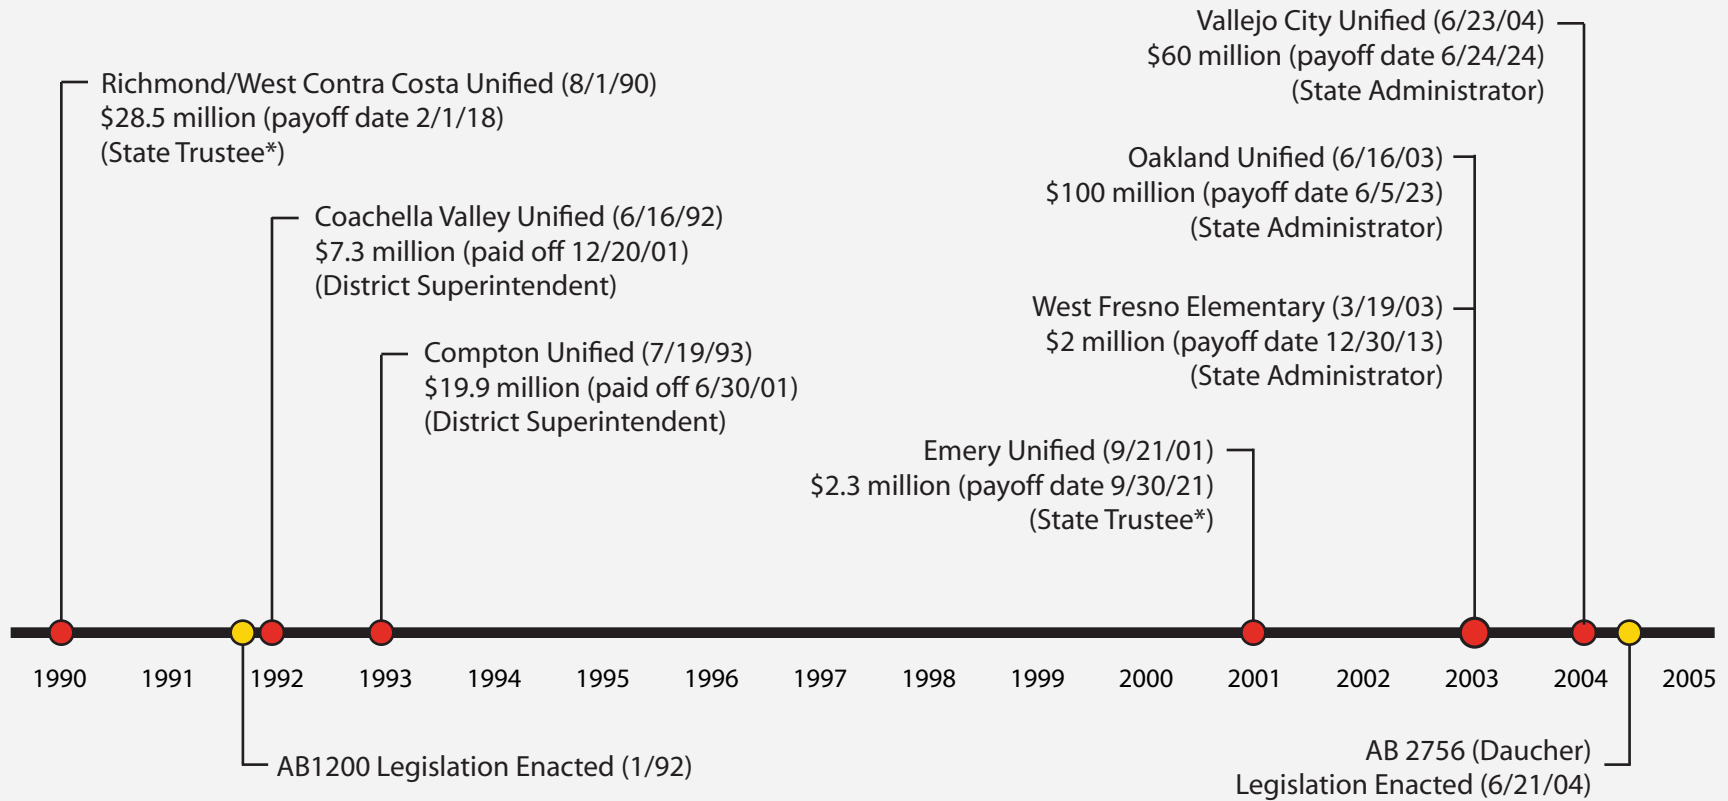 Richmond/West Contra Costa Unified (8/1/90)
$28.5 million (payoff date 2/1/18)
(State Trustee*)
Coachella Valley Unified (6/16/92)
$7.3 million (paid off 12/20/01)
(District Superintendent)
Compton Unified (7/19/93)
$19.9 million (paid off 6/30/01)
(District Superintendent)
Vallejo City Unified (6/23/04)
$60 million (payoff date 6/24/24)
(State Administrator)
Oakland Unified (6/16/03)
$100 million (payoff date 6/5/23)
(State Administrator)
West Fresno Elementary (3/19/03)
$2 million (payoff date 12/30/13)
(State Administrator)
Emery Unified (9/21/01)
$2.3 million (payoff date 9/30/21)
(State Trustee*)
1990 1991 1992 1993 1994 1995 1996 1997 1998 1999 2000 2001 2002 2003 2004 2005
AB1200 Legislation Enacted (1/92)
AB 2756 (Daucher)
Legislation Enacted (6/21/04)